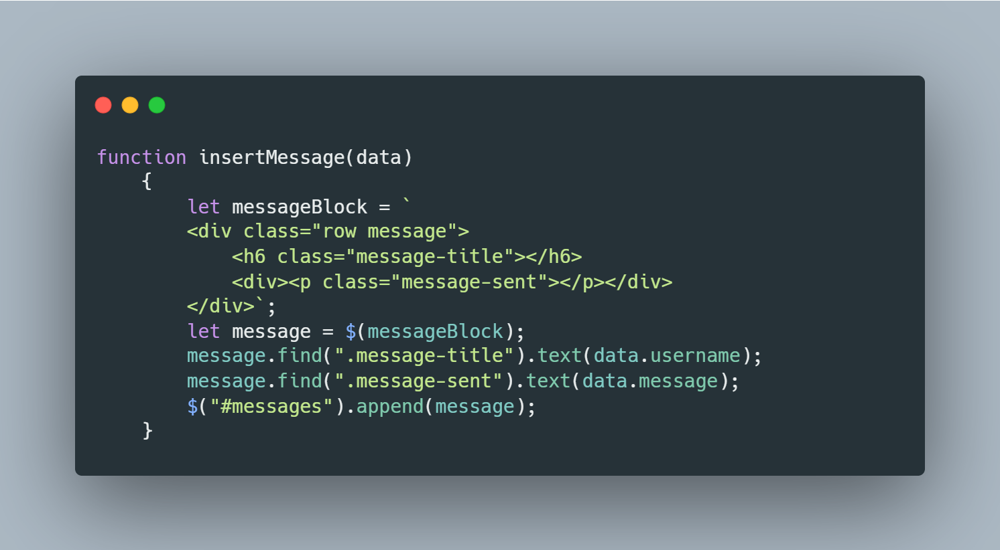 function insertMessage(data)
    {
        let messageBlock = `
        <div class="row message">
            <h6 class="message-title"></h6>
            <div><p class="message-sent"></p></div>
        </div>`;
        let message = $(messageBlock);
        message.find(".message-title").text(data.username);
        message.find(".message-sent").text(data.message);
        $("#messages").append(message);
    }